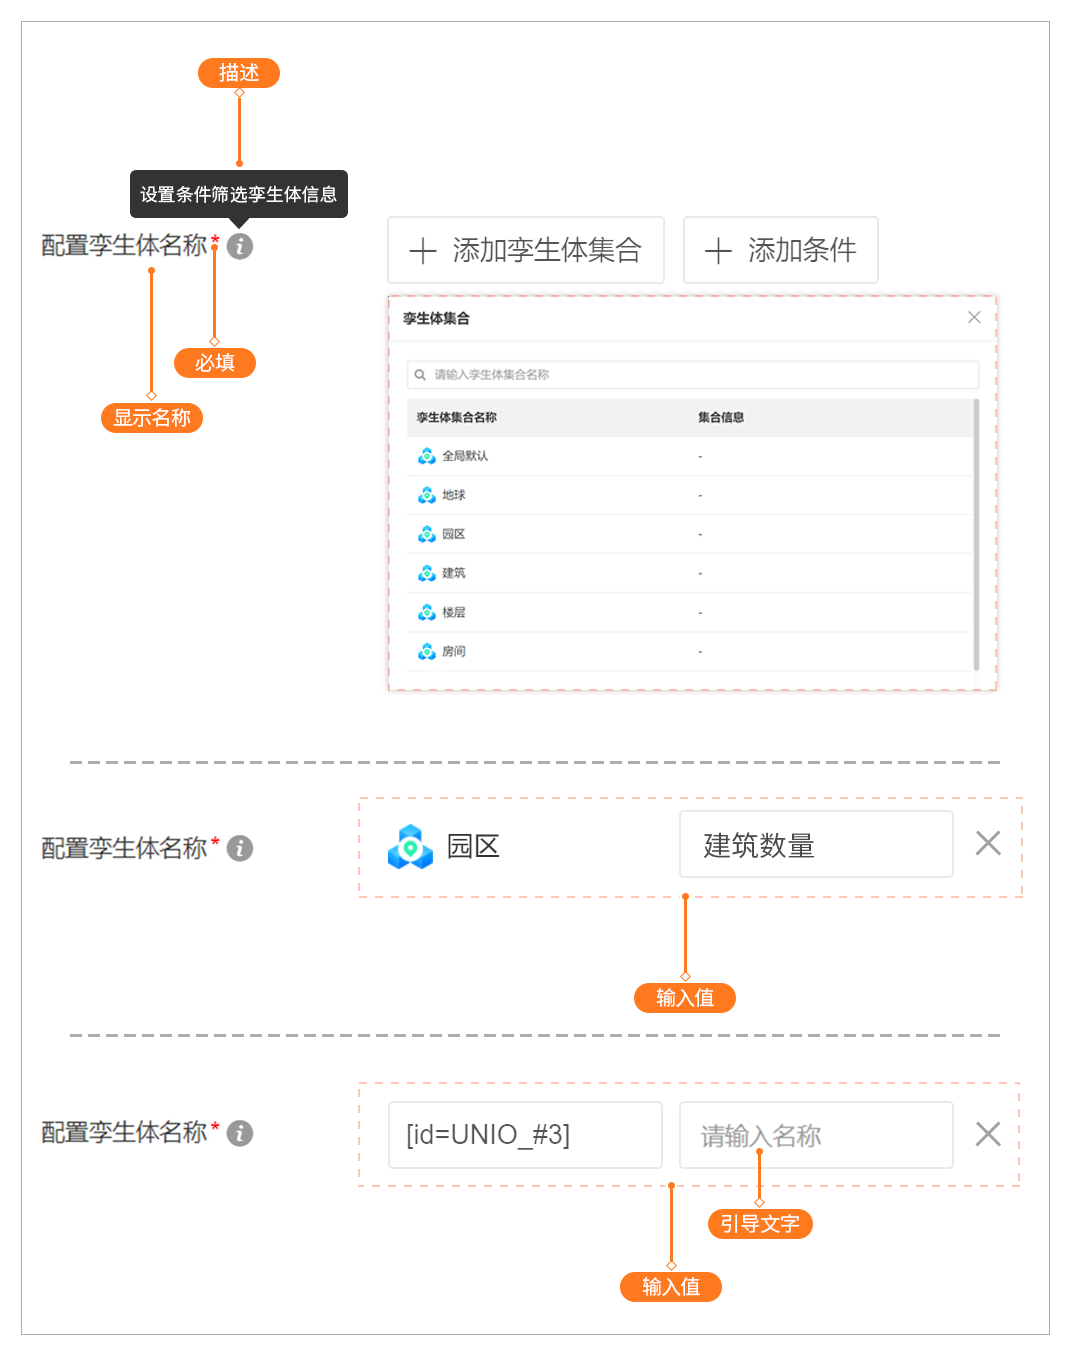 描述
设置条件筛选孪生体信息
配置孪生体名称*
添加孪生体集合
添加条件
必填
显示名称
孪生体集合
请输入孪生体集合名称
孪生体集合名称 集合信息
全局默认 -
地球 -
园区 -
建筑 -
楼层 -
房间 -
配置孪生体名称*
园区
建筑数量
输入值
配置孪生体名称*
[id=UNIO_#3]
请输入名称
引导文字
输入值